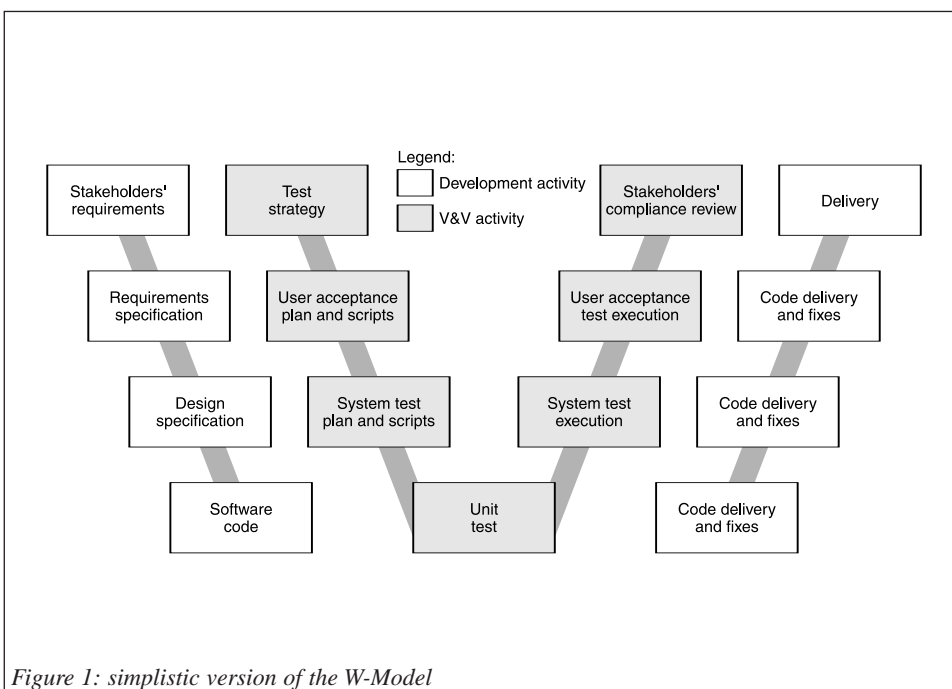 Legend:
Development activity
V&V activity
Stakeholders'
requirements
Test
strategy
Stakeholders'
compliance review
Delivery
Requirements
specification
User acceptance
plan and scripts
User acceptance
test execution
Code delivery
and fixes
Design
specification
System test
plan and scripts
System test
execution
Code delivery
and fixes
Software
code
Unit
test
Code delivery
and fixes
Figure 1: simplistic version of the W-Model